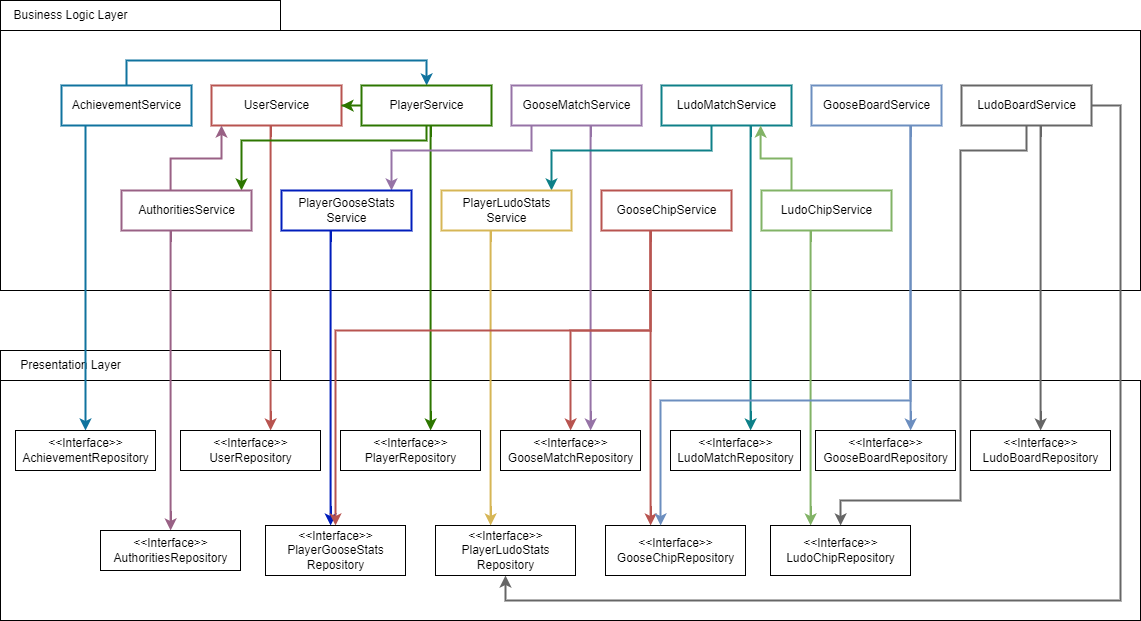 Business Logic Layer
AchievementService
UserService
PlayerService
GooseMatchService
LudoMatchService
GooseBoardService
LudoBoardService
AuthoritiesService
PlayerGooseStats
Service
PlayerLudoStats
Service
GooseChipService
LudoChipService
Presentation Layer
<<Interface>>
AchievementRepository
<<Interface>>
UserRepository
<<Interface>>
PlayerRepository
<<Interface>>
GooseMatchRepository
<<Interface>>
LudoMatchRepository
<<Interface>>
GooseBoardRepository
<<Interface>>
LudoBoardRepository
<<Interface>>
AuthoritiesRepository
<<Interface>>
PlayerGooseStats
Repository
<<Interface>>
PlayerLudoStats
Repository
<<Interface>>
GooseChipRepository
<<Interface>>
LudoChipRepository